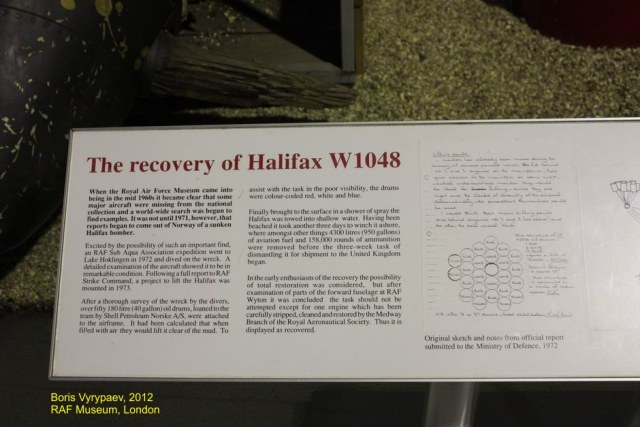 The recovery of Halifax W1048
When the Royal Air Force Museum came into
being in the mid 1960s it became clear that some
major aircraft were missing from the national
collection and a world-wide search was begun to
find examples. It was not until 1971, however, that
reports began to come out of Norway of a sunken
Halifax bomber.
Excited by the possibility of such an important find,
an RAF Sub Aqua Association expedition went to
Lake Hoklingen in 1972 and dived on the wreck. A
detailed examination of the aircraft showed it to be in
remarkable condition. Following a full report to RAF
Strike Command, a project to lift the Halifax was
mounted in 1973.
After a thorough survey of the wreck by the divers,
over fifty 180 litre (40 gallon) oil drums, loaned to the
team by Shell Petroleum Norske A/S, were attached
to the airframe. It had been calculated that when
filled with air they would lift it clear of the mud. To
assist with the task in the poor visibility, the drums
were colour-coded red, white and blue.
Finally brought to the surface in a shower of spray the
Halifax was towed into shallow water. Having been
beached it took another three days to winch it ashore,
where amongst other things 4300 litres (950 gallons)
of aviation fuel and 158,000 rounds of ammunition
were removed before the three-week task of
dismantling it for shipment to the United Kingdom
began.
In the early enthusiasm of the recovery the possibility
of total restoration was considered, but after
examination of parts of the forward fuselage at RAF
Wyton it was concluded the task should not be
attempted except for one engine which has been
carefully stripped, cleaned and restored by the Medway
Branch of the Royal Aeronautical Society. Thus it is
displayed as recovered.
Original sketch and notes from official report
submitted to the Ministry of Defence, 1972
Boris Vyrypaev, 2012
RAF Museum, London